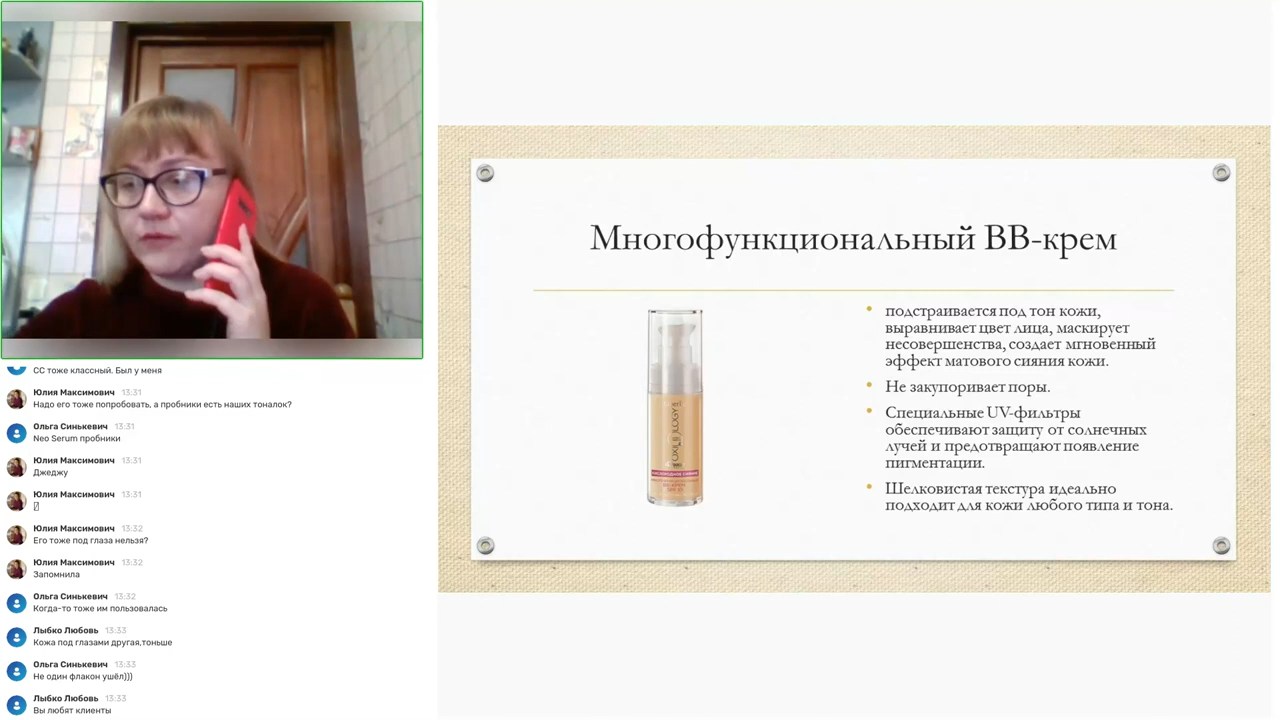 СС тоже классный. Был у меня
Юлия Максимович 13:31
Надо его тоже попробовать, а пробники есть наших тоналок?
Ольга Синькевич 13:31
Neo Serum пробники
Юлия Максимович 13:31
Джеджу
Юлия Максимович 13:31
Юлия Максимович 13:32
Его тоже под глаза нельзя?
Юлия Максимович 13:32
Запомнила
Ольга Синькевич 13:32
Когда-то тоже им пользовалась
Лыбко Любовь 13:33
Кожа под глазами другая,тоньше
Ольга Синькевич 13:33
Не один флакон ушёл)))
Лыбко Любовь 13:33
Вы любят клиенты
Многофункциональный ВВ-крем
• подстраивается под тон кожи,
выравнивает цвет лица, маскирует
несовершенства, создает мгновенный
эффект матового сияния кожи.
• Не закупоривает поры.
• Специальные UV-фильтры
обеспечивают защиту от солнечных
лучей и предотвращают появление
пигментации.
• Шелковистая текстура идеально
подходит для кожи любого типа и тона.